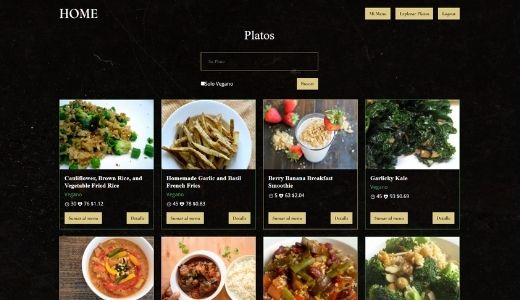 HOME
Mi Menu
Explorar Platos
Logout
Platos
Tu Plato
Solo Vegano
Buscar
Cauliflower, Brown Rice, and
Vegetable Fried Rice
Vegano
30 76 $1.12
Sumar al menu
Detalle
Homemade Garlic and Basil
French Fries
Vegano
45 78 $0.83
Sumar al menu
Detalle
Berry Banana Breakfast
Smoothie
5 63 $2.04
Sumar al menu
Detalle
Garlicky Kale
Vegano
45 93 $0.69
Sumar al menu
Detalle